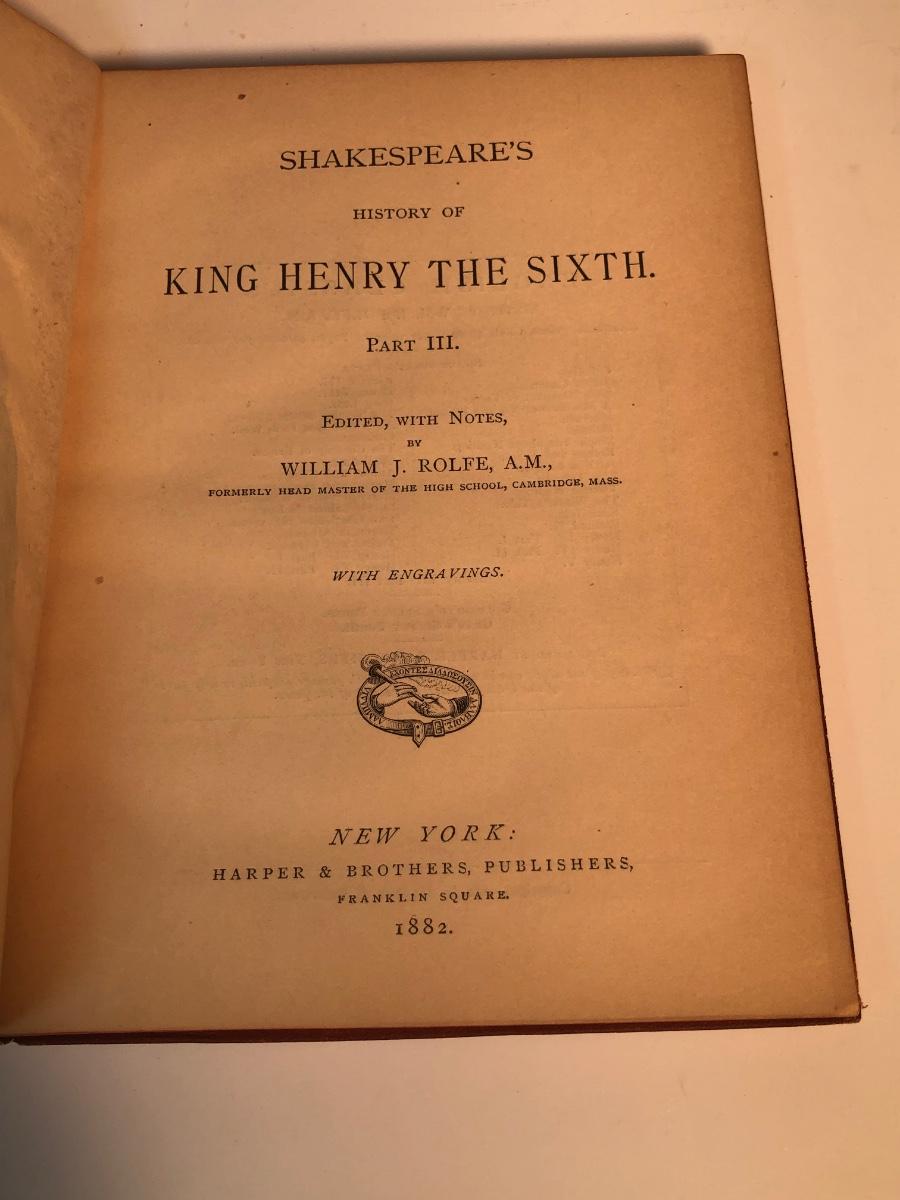 SHAKESPEARE'S
HISTORY OF
KING HENRY THE SIXTH.
PART III.
EDITED, WITH NOTES,
BY
WILLIAM J. ROLFE, A.M.,
FORMERLY HEAD MASTER OF THE HIGH SCHOOL, CAMBRIDGE, MASS.
WITH ENGRAVINGS.
NEW YORK:
HARPER & BROTHERS, PUBLISHERS,
FRANKLIN SQUARE.
1882.